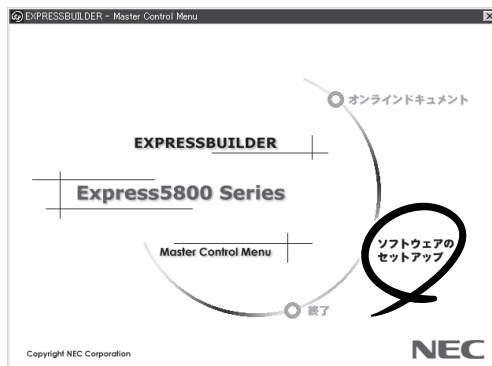 EXPRESSBUILDER - Master Control Menu
オンラインドキュメント
EXPRESSBUILDER
Express5800 Series
ソフトウェアの
セットアップ
Master Control Menu
終了
Copyright NEC Corporation
NEC